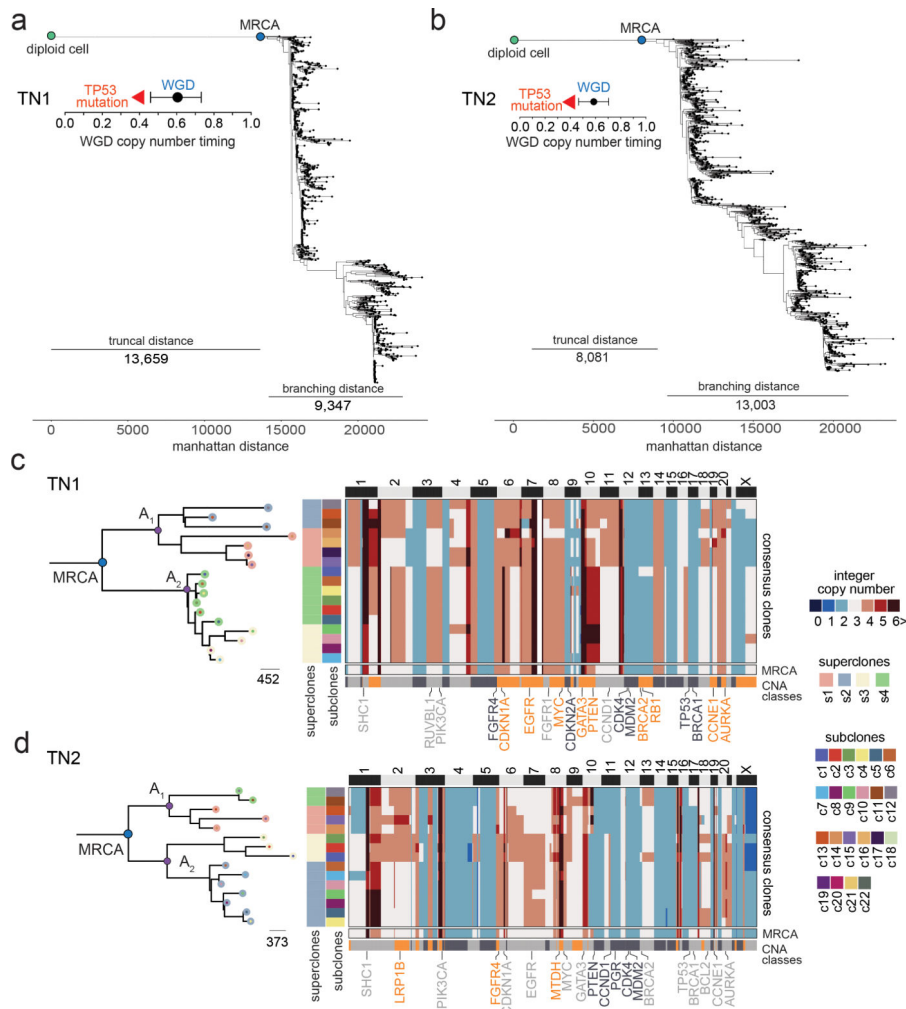 a
MRCA
diploid cell
TN1
TP53 mutation
WGD
0.0 0.2 0.4 0.6 0.8 1.0
WGD copy number timing
truncal distance
13,659
branching distance
9,347
0 5000 10000 15000 20000
manhattan distance
b
MRCA
diploid cell
TN2
TP53 mutation
WGD
0.0 0.2 0.4 0.6 0.8 1.0
WGD copy number timing
truncal distance
8,081
branching distance
13,003
0 5000 10000 15000 20000
manhattan distance
c
TN1
1 2 3 4 5 6 7 8 9 10 11 12 13 14 15 16 17 18 19 20 X
A1
MRCA
A2
452
superclones
subclones
consensus clones
MRCA
CNA classes
SHC1 RUVBL1 PIK3CA FGFR4 CDKN1A EGFR FGFR1 MYC CDKN2A GATA3 PTEN CCND1 CDK4 MDM2 BRCA2 RB1 TP53 BRCA1 CCNE1 AURKA
d
TN2
1 2 3 4 5 6 7 8 9 10 11 12 13 14 15 16 17 18 19 20 X
A1
MRCA
A2
373
superclones
subclones
consensus clones
MRCA
CNA classes
SHC1 LRP1B PIK3CA FGFR4 CDKN1A EGFR MTDH MYC GATA3 PTEN CCND1 PGR CDK4 MDM2 BRCA2 TP53 BRCA1 BCL2 CCNE1 AURKA
integer copy number
0 1 2 3 4 5 6>
superclones
s1 s2 s3 s4
subclones
c1 c2 c3 c4 c5 c6
c7 c8 c9 c10 c11 c12
c13 c14 c15 c16 c17 c18
c19 c20 c21 c22